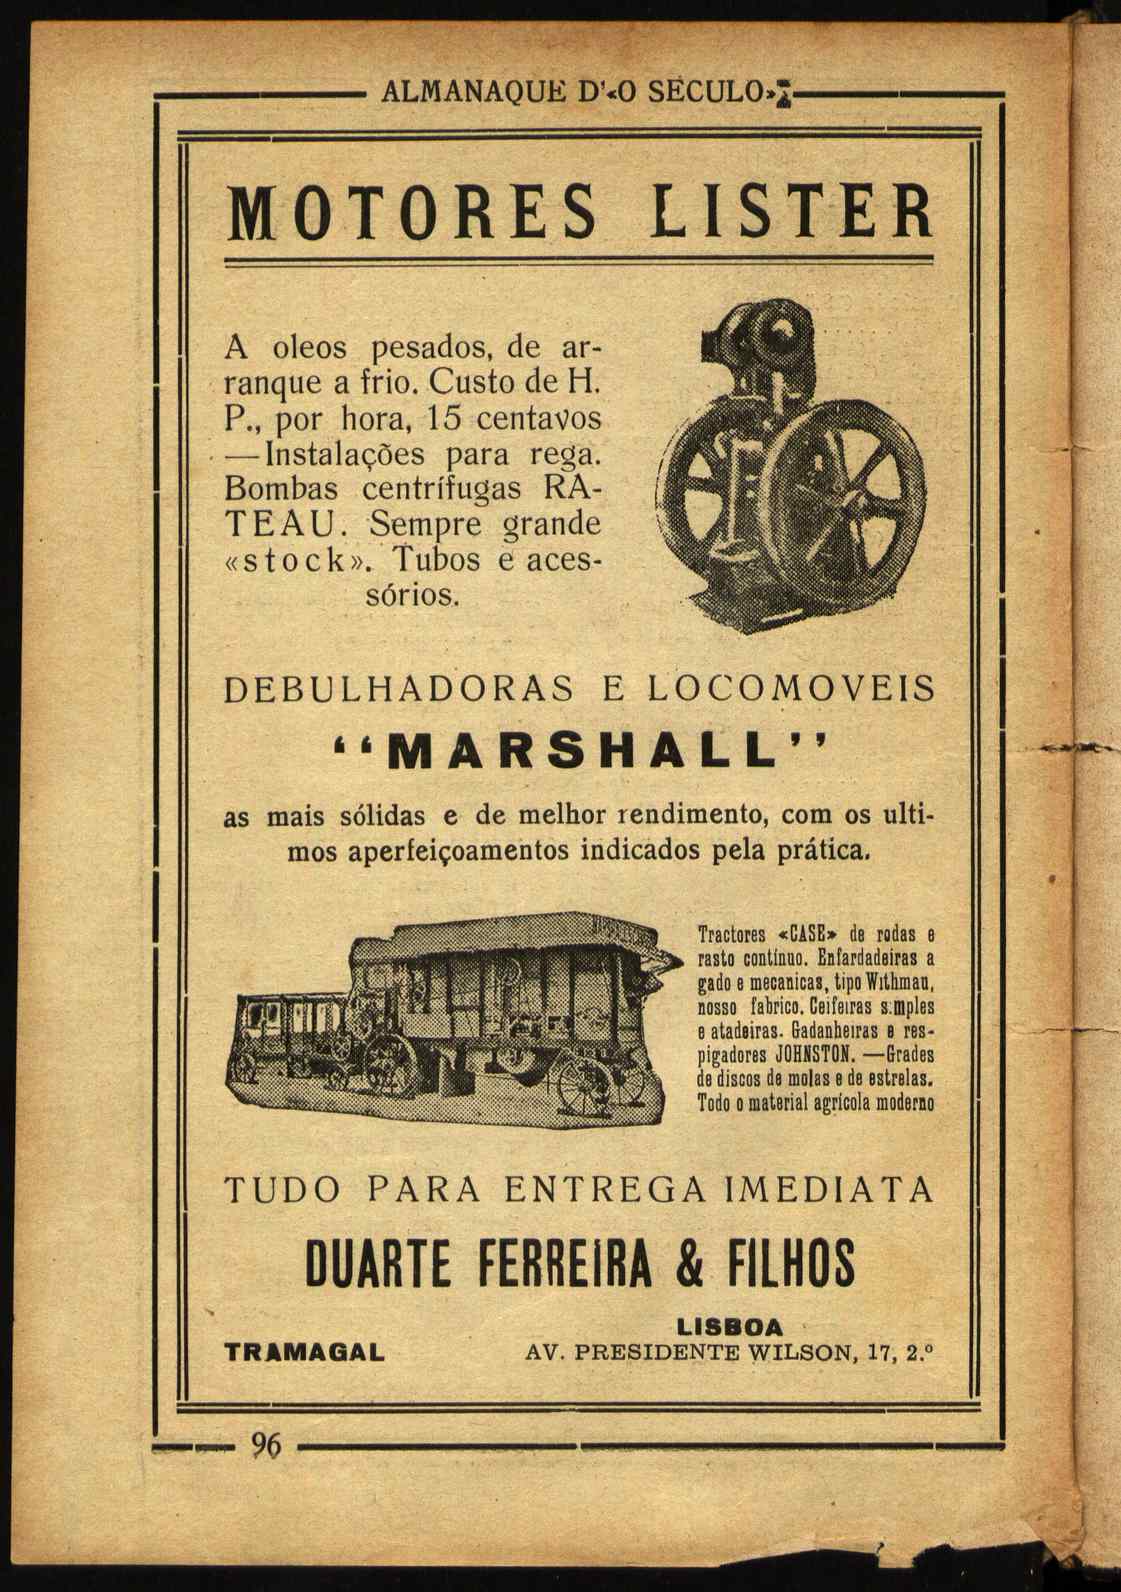 ALMANAQUE D'«O SÉCULO»
MOTORES LISTER
A oleos pesados, de ar-
ranque a frio. Custo de H.
P., por hora, 15 centavos
—Instalações para rega.
Bombas centrífugas RA-
TEAU. Sempre grande
«stock». Tubos e aces-
sórios.
DEBULHADORAS E LOCOMOVEIS
“MARSHALL”
as mais sólidas e de melhor rendimento, com os ulti-
mos aperfeiçoamentos indicados pela prática.
Tractores «CASE» de rodas e
rasto contínuo. Enfardadeiras a
gado e mecanicas, tipo Withman,
nosso fabrico. Ceifeiras simples
e atadeiras. Gadanheiras e res-
pigadores JOHNSTON. —Grades
de discos de molas e de estrelas.
Todo o material agrícola moderno
TUDO PARA ENTREGA IMEDIATA
DUARTE FERREIRA & FILHOS
LISBOA
TRAMAGAL AV. PRESIDENTE WILSON, 17, 2.º
96